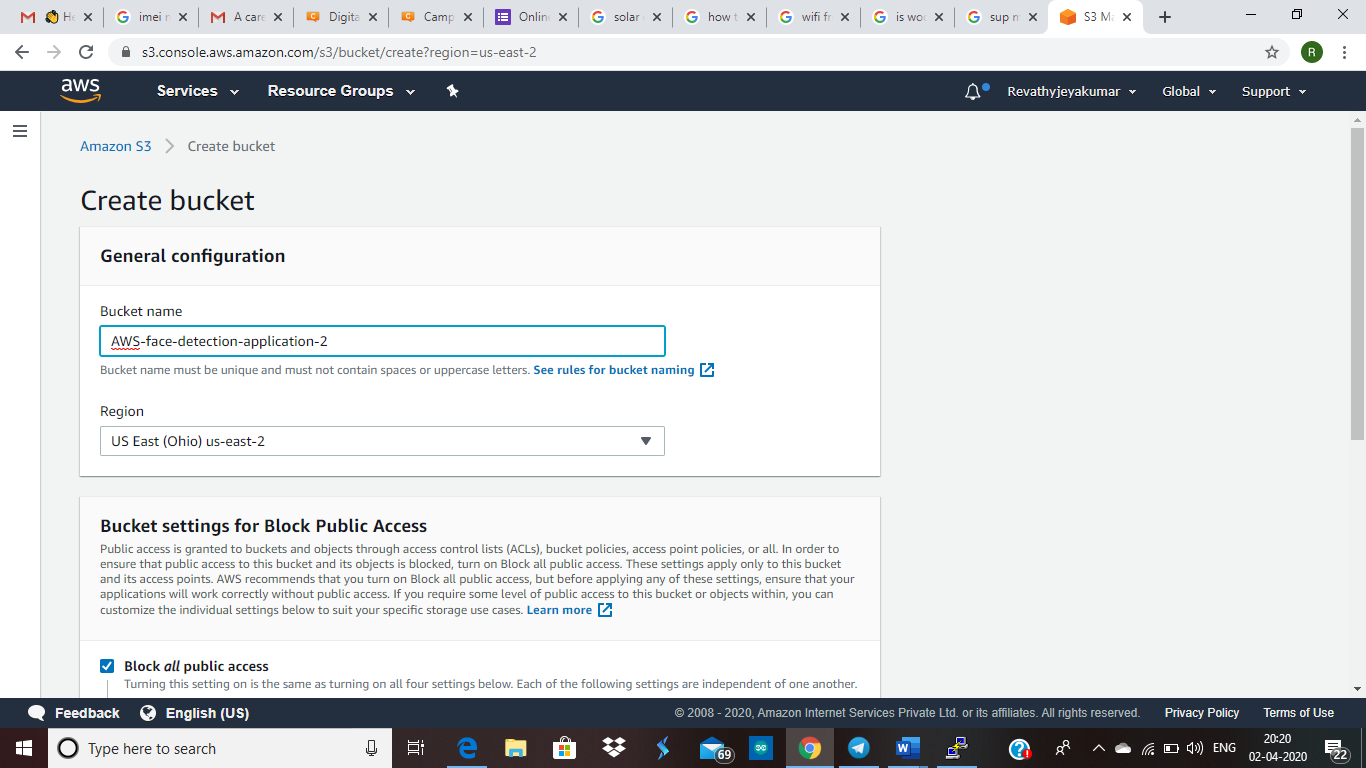 He
imei n
A care
Digita
Camp
Onlin
solar
how t
wifi fr
is woo
sup m
S3 Ma
s3.console.aws.amazon.com/s3/bucket/create?region=us-east-2
R
aws
Services
Resource Groups
Revathyjeyakumar
Global
Support
Amazon S3
Create bucket
Create bucket
General configuration
Bucket name
AWS-face-detection-application-2
Bucket name must be unique and must not contain spaces or uppercase letters. See rules for bucket naming
Region
US East (Ohio) us-east-2
Bucket settings for Block Public Access
Public access is granted to buckets and objects through access control lists (ACLs), bucket policies, access point policies, or all. In order to
ensure that public access to this bucket and its objects is blocked, turn on Block all public access. These settings apply only to this bucket
and its access points. AWS recommends that you turn on Block all public access, but before applying any of these settings, ensure that your
applications will work correctly without public access. If you require some level of public access to this bucket or objects within, you can
customize the individual settings below to suit your specific storage use cases. Learn more
Block all public access
Turning this setting on is the same as turning on all four settings below. Each of the following settings are independent of one another.
Feedback
English (US)
© 2008 - 2020, Amazon Internet Services Private Ltd. or its affiliates. All rights reserved.
Privacy Policy
Terms of Use
Type here to search
69
ENG
20:20
02-04-2020
22